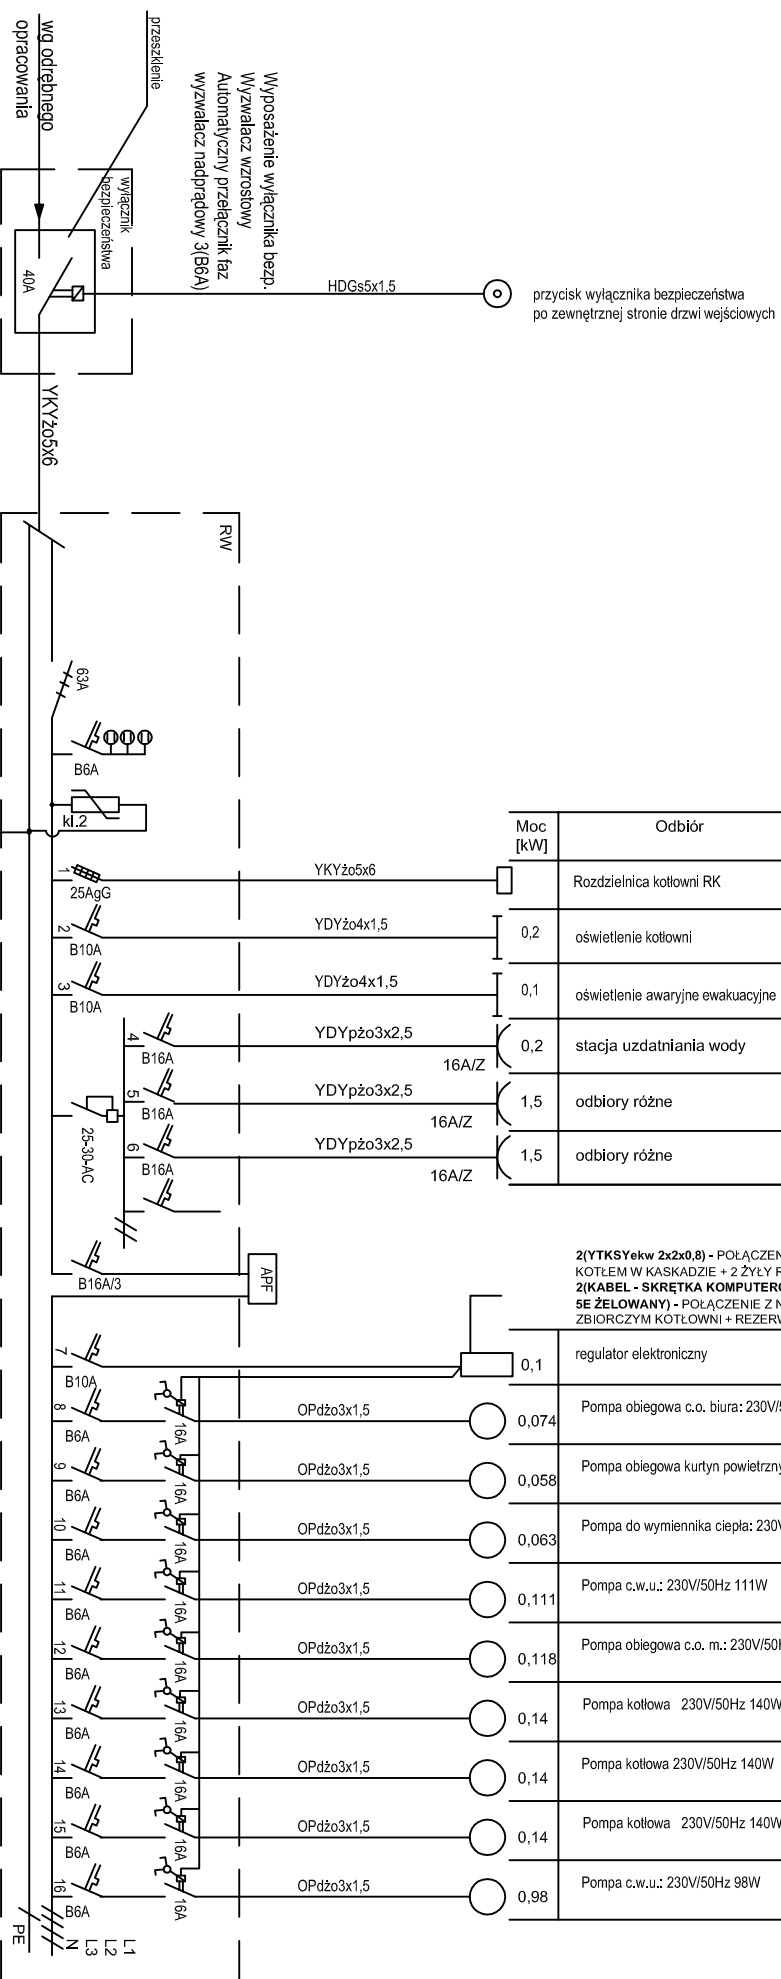 wg odrębnego
opracowania
przeszklenie
Wyposażenie wyłącznika bezp.
Wyzwalacz wzrostowy
Automatyczny przełącznik faz
wyzwalacz nadprądowy 3(B6A)
wyłącznik
bezpieczeństwa
40A
HDGs5x1,5
przycisk wyłącznika bezpieczeństwa
po zewnętrznej stronie drzwi wejściowych
YKYżo5x6
RW
63A
B6A
kl.2
Moc
[kW]
Odbiór
1
25AgG
YKYżo5x6
Rozdzielnica kotłowni RK
2
B10A
YDYżo4x1,5
0,2
oświetlenie kotłowni
3
B10A
YDYżo4x1,5
0,1
oświetlenie awaryjne ewakuacyjne
4
B16A
YDYpżo3x2,5
16A/Z
0,2
stacja uzdatniania wody
5
B16A
YDYpżo3x2,5
16A/Z
1,5
odbiory różne
25-30-AC
6
B16A
YDYpżo3x2,5
16A/Z
1,5
odbiory różne
B16A/3
APF
2(YTKSYekw 2x2x0,8) - POŁĄCZEN
KOTŁEM W KASKADZIE + 2 ŻYŁY R
2(KABEL - SKRĘTKA KOMPUTERO
5E ŻELOWANY) - POŁĄCZENIE Z N
ZBIORCZYM KOTŁOWNI + REZERW
7
B10A
0,1
regulator elektroniczny
8
B6A
16A
OPdżo3x1,5
0,074
Pompa obiegowa c.o. biura: 230V/5
9
B6A
16A
OPdżo3x1,5
0,058
Pompa obiegowa kurtyn powietrzny
10
B6A
16A
OPdżo3x1,5
0,063
Pompa do wymiennika ciepła: 230V
11
B6A
16A
OPdżo3x1,5
0,111
Pompa c.w.u.: 230V/50Hz 111W
12
B6A
16A
OPdżo3x1,5
0,118
Pompa obiegowa c.o. m.: 230V/50H
13
B6A
16A
OPdżo3x1,5
0,14
Pompa kotłowa 230V/50Hz 140W
14
B6A
16A
OPdżo3x1,5
0,14
Pompa kotłowa 230V/50Hz 140W
15
B6A
16A
OPdżo3x1,5
0,14
Pompa kotłowa 230V/50Hz 140W
16
B6A
16A
OPdżo3x1,5
0,98
Pompa c.w.u.: 230V/50Hz 98W
L1
L2
L3
N
PE